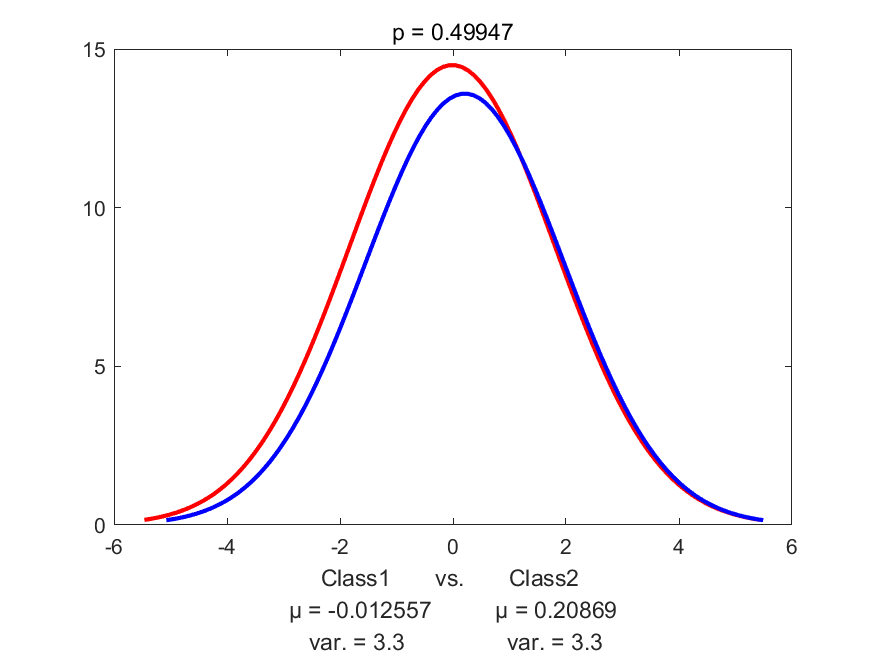 p = 0.49947
15
10
5
0
-6 -4 -2 0 2 4 6
Class1 vs. Class2
μ = -0.012557 μ = 0.20869
var. = 3.3 var. = 3.3